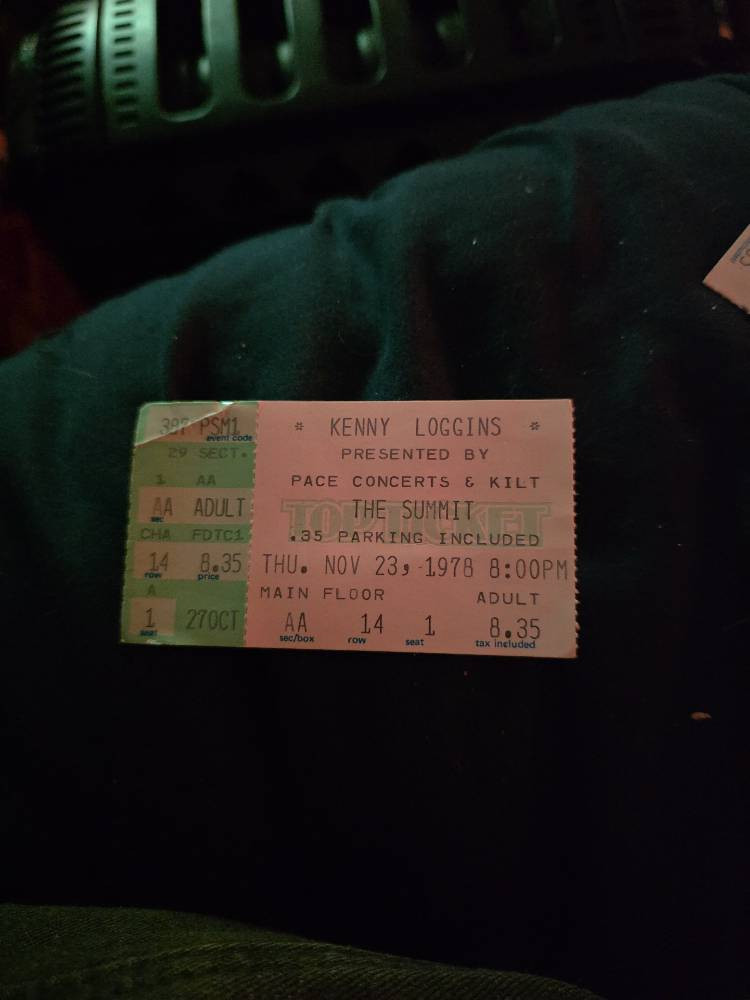 387 PSM1
event code
29 SECT.
1 AA
AA ADULT
sec
CHA FDTC1
14 8.35
row price
A
1 27OCT
seat
* KENNY LOGGINS *
PRESENTED BY
PACE CONCERTS & KILT
THE SUMMIT
TOP TICKET
.35 PARKING INCLUDED
THU. NOV 23, 1978 8:00PM
MAIN FLOOR ADULT
AA 14 1 8.35
sec/box row seat tax included